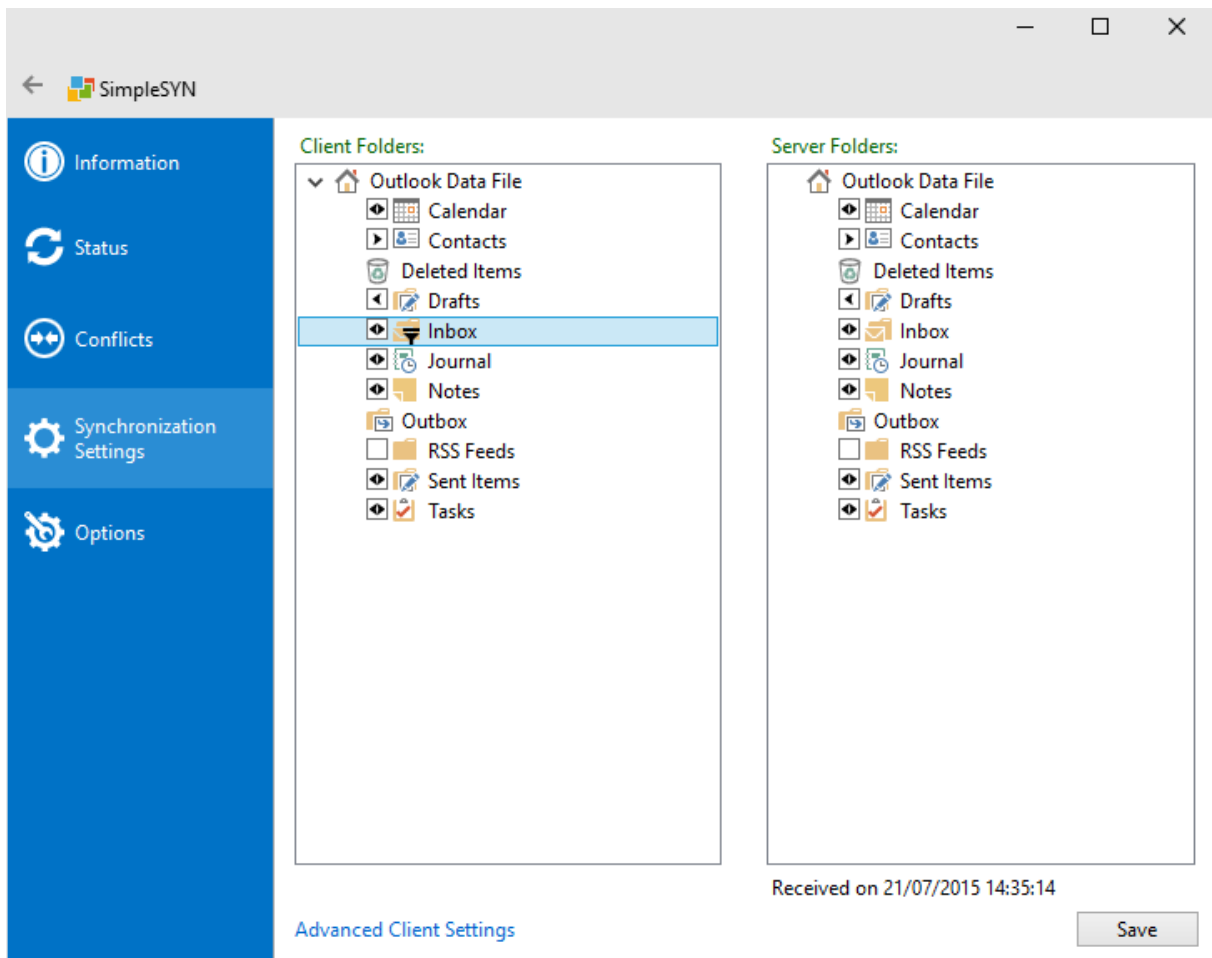 SimpleSYN
Information
Status
Conflicts
Synchronization
Settings
Options
Client Folders:
Outlook Data File
Calendar
Contacts
Deleted Items
Drafts
Inbox
Journal
Notes
Outbox
RSS Feeds
Sent Items
Tasks
Server Folders:
Outlook Data File
Calendar
Contacts
Deleted Items
Drafts
Inbox
Journal
Notes
Outbox
RSS Feeds
Sent Items
Tasks
Received on 21/07/2015 14:35:14
Advanced Client Settings
Save